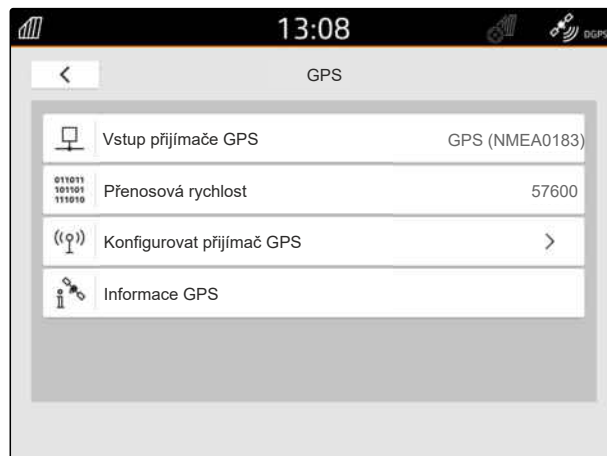 13:08
DGPS
GPS
Vstup přijímače GPS GPS (NMEA0183)
011011
101101
111010
Přenosová rychlost 57600
Konfigurovat přijímač GPS
Informace GPS